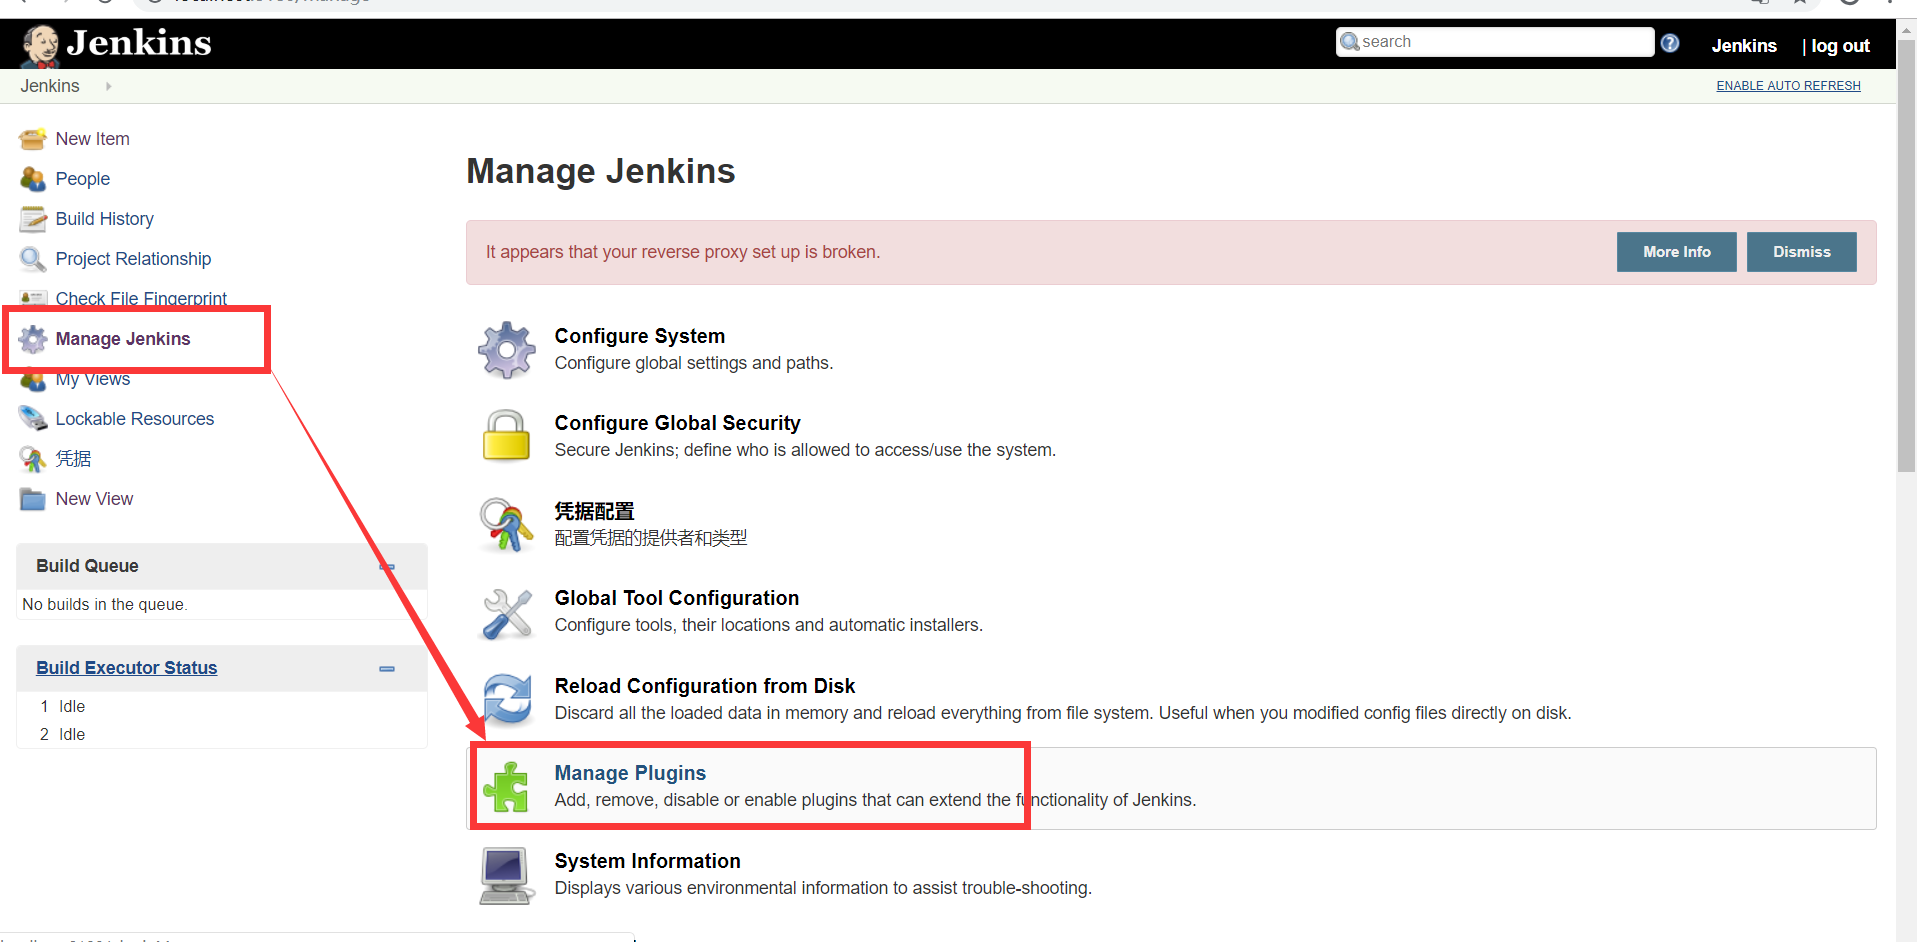 Jenkins
search
Jenkins
| log out
Jenkins
ENABLE AUTO REFRESH
New Item
People
Build History
Project Relationship
Check File Fingerprint
Manage Jenkins
My Views
Lockable Resources
凭据
New View
Build Queue
No builds in the queue.
Build Executor Status
1 Idle
2 Idle
Manage Jenkins
It appears that your reverse proxy set up is broken.
More Info
Dismiss
Configure System
Configure global settings and paths.
Configure Global Security
Secure Jenkins; define who is allowed to access/use the system.
凭据配置
配置凭据的提供者和类型
Global Tool Configuration
Configure tools, their locations and automatic installers.
Reload Configuration from Disk
Discard all the loaded data in memory and reload everything from file system. Useful when you modified config files directly on disk.
Manage Plugins
Add, remove, disable or enable plugins that can extend the functionality of Jenkins.
System Information
Displays various environmental information to assist trouble-shooting.